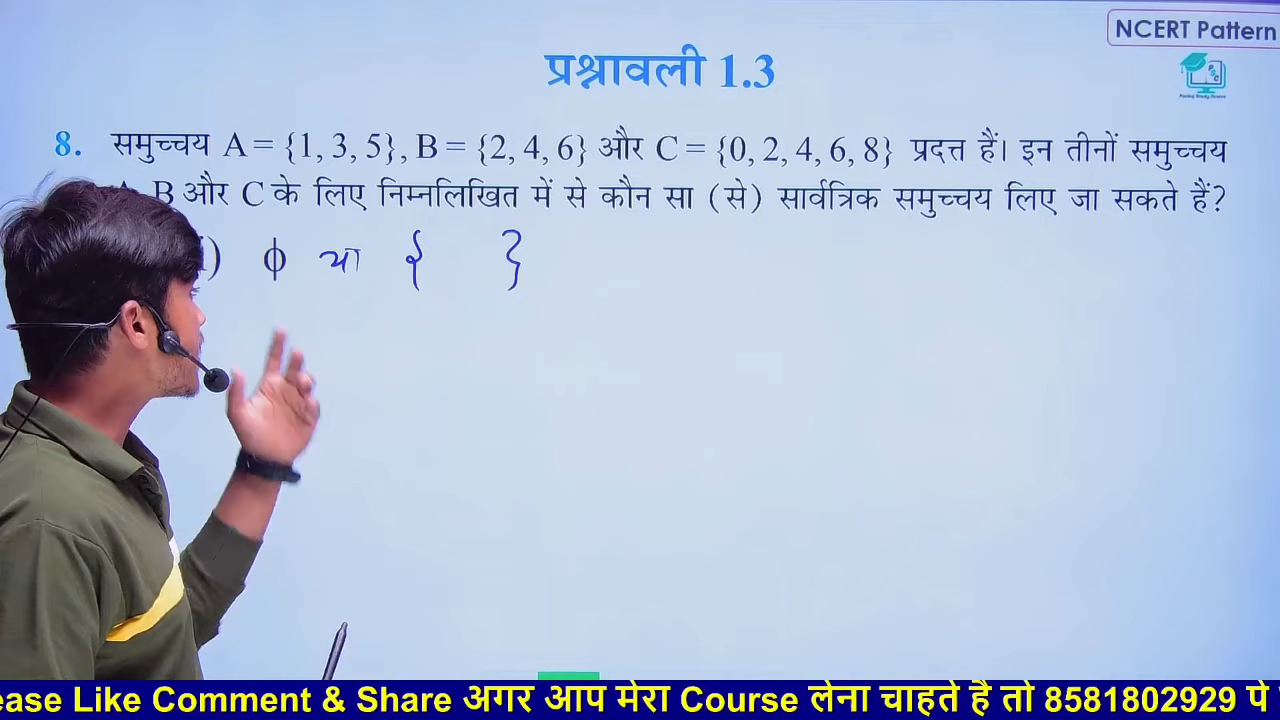 NCERT Pattern
प्रश्नावली 1.3
8. समुच्चय A = {1, 3, 5}, B = {2, 4, 6} और C = {0, 2, 4, 6, 8} प्रदत्त हैं। इन तीनों समुच्चय
B और C के लिए निम्नलिखित में से कौन सा (से) सार्वत्रिक समुच्चय लिए जा सकते हैं?
) ϕ या { }
ease Like Comment & Share अगर आप मेरा Course लेना चाहते है तो 8581802929 पे